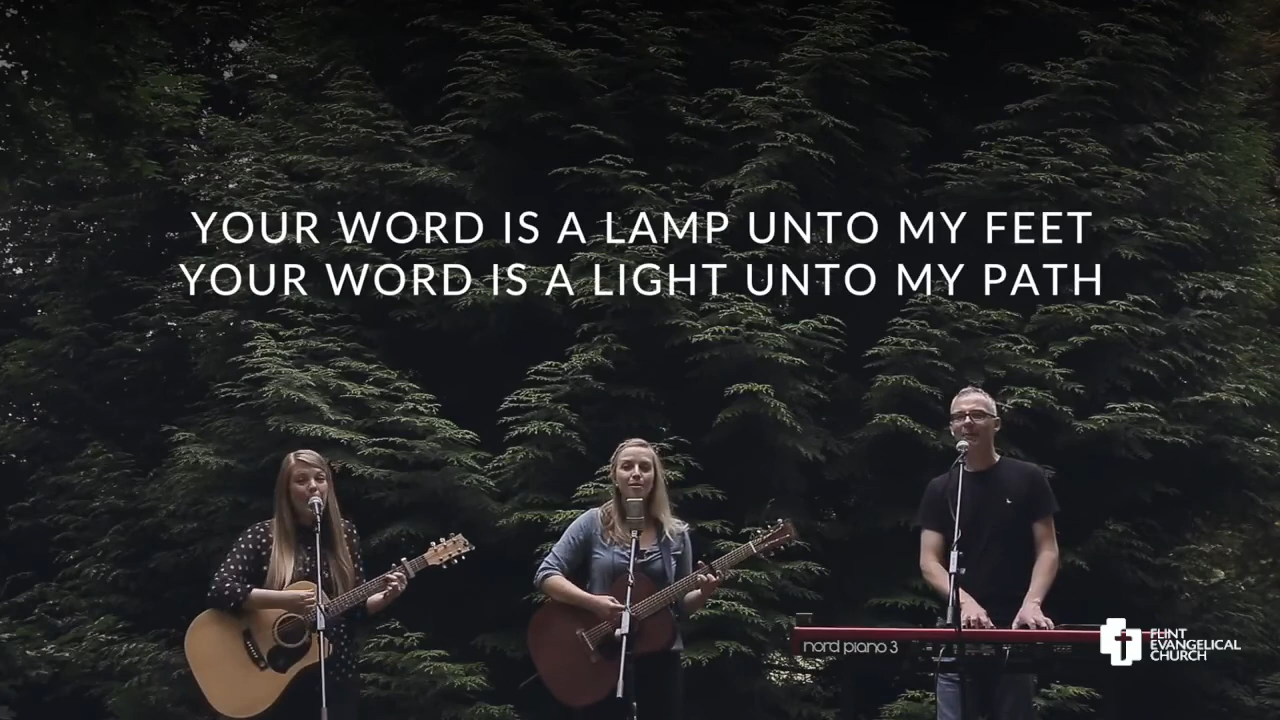 YOUR WORD IS A LAMP UNTO MY FEET
YOUR WORD IS A LIGHT UNTO MY PATH
nord piano 3
FLINT
EVANGELICAL
CHURCH